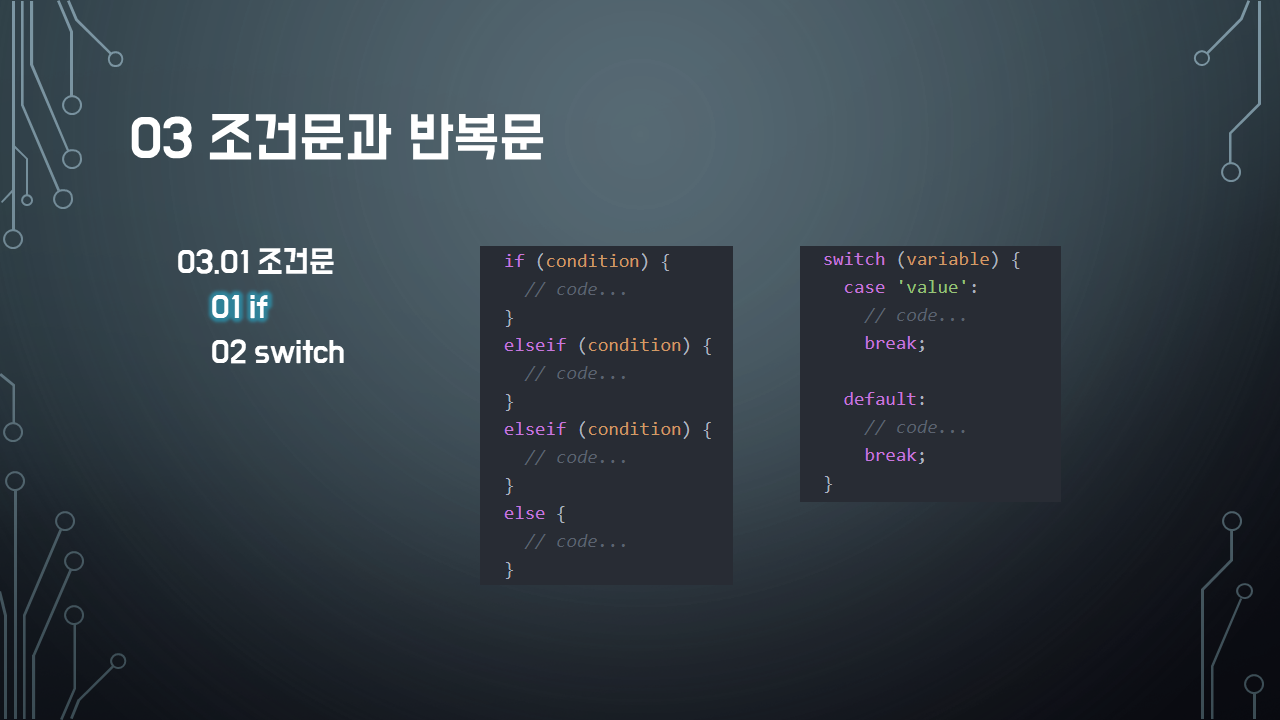 03 조건문과 반복문
03.01 조건문
01 if
02 switch
if (condition) {
  // code...
}
elseif (condition) {
  // code...
}
elseif (condition) {
  // code...
}
else {
  // code...
}
switch (variable) {
  case 'value':
    // code...
    break;
  default:
    // code...
    break;
}